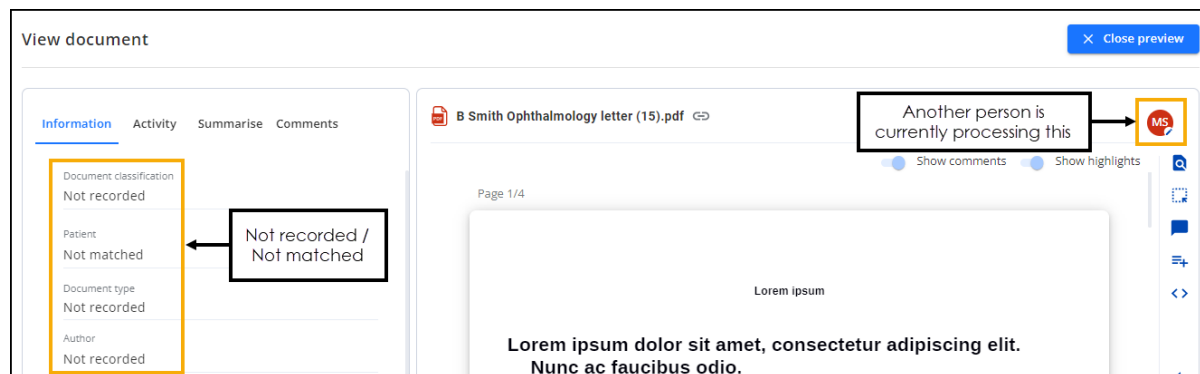 View document
× Close preview
Information Activity Summarise Comments
Document classification
Not recorded
Patient
Not matched
Document type
Not recorded
Author
Not recorded
Not recorded /
Not matched
PDF
B Smith Ophthalmology letter (15).pdf
Another person is
currently processing this
MS
Show comments Show highlights
Page 1/4
Lorem ipsum
Lorem ipsum dolor sit amet, consectetur adipiscing elit.
Nunc ac faucibus odio.